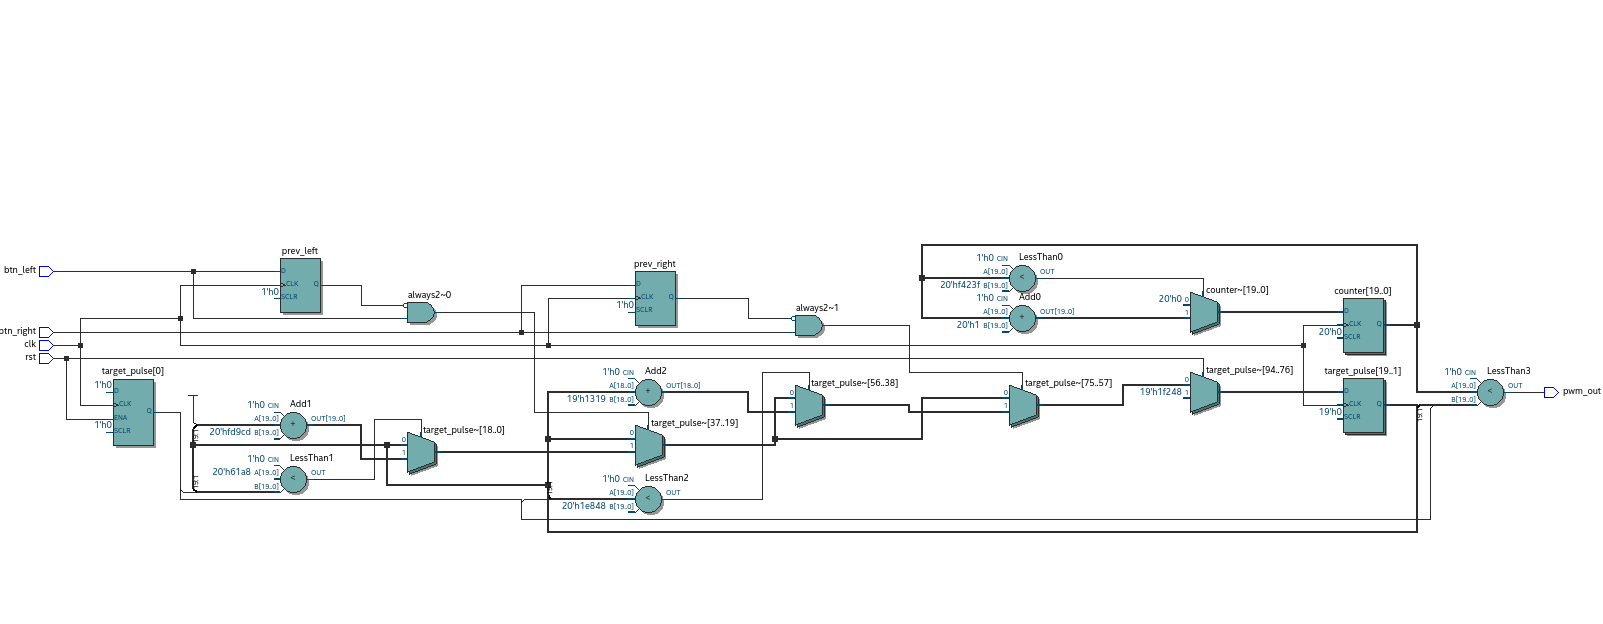 btn_left
btn_right
clk
rst
prev_left
D
CLK
1'h0 SCLR
Q
always2~0
prev_right
D
CLK
1'h0 SCLR
Q
always2~1
LessThan0
1'h0 CIN
A[19..0]
20'hf423f B[19..0]
<
OUT
Add0
1'h0 CIN
A[19..0]
20'h1 B[19..0]
+
OUT[19..0]
counter~[19..0]
20'h0 0
1
counter[19..0]
D
CLK
20'h0 SCLR
Q
target_pulse[0]
1'h0 D
CLK
ENA
1'h0 SCLR
Q
Add1
1'h0 CIN
A[19..0]
20'hfd9cd B[19..0]
+
OUT[19..0]
LessThan1
1'h0 CIN
20'h61a8 A[19..0]
B[19..0]
<
OUT
target_pulse~[18..0]
0
1
Add2
1'h0 CIN
A[18..0]
19'h1319 B[18..0]
+
OUT[18..0]
target_pulse~[37..19]
0
1
LessThan2
1'h0 CIN
A[19..0]
20'h1e848 B[19..0]
<
OUT
target_pulse~[56..38]
0
1
target_pulse~[75..57]
0
1
target_pulse~[94..76]
0
19'h1f248 1
target_pulse[19..1]
D
CLK
19'h0 SCLR
Q
LessThan3
1'h0 CIN
A[19..0]
B[19..0]
<
OUT
pwm_out